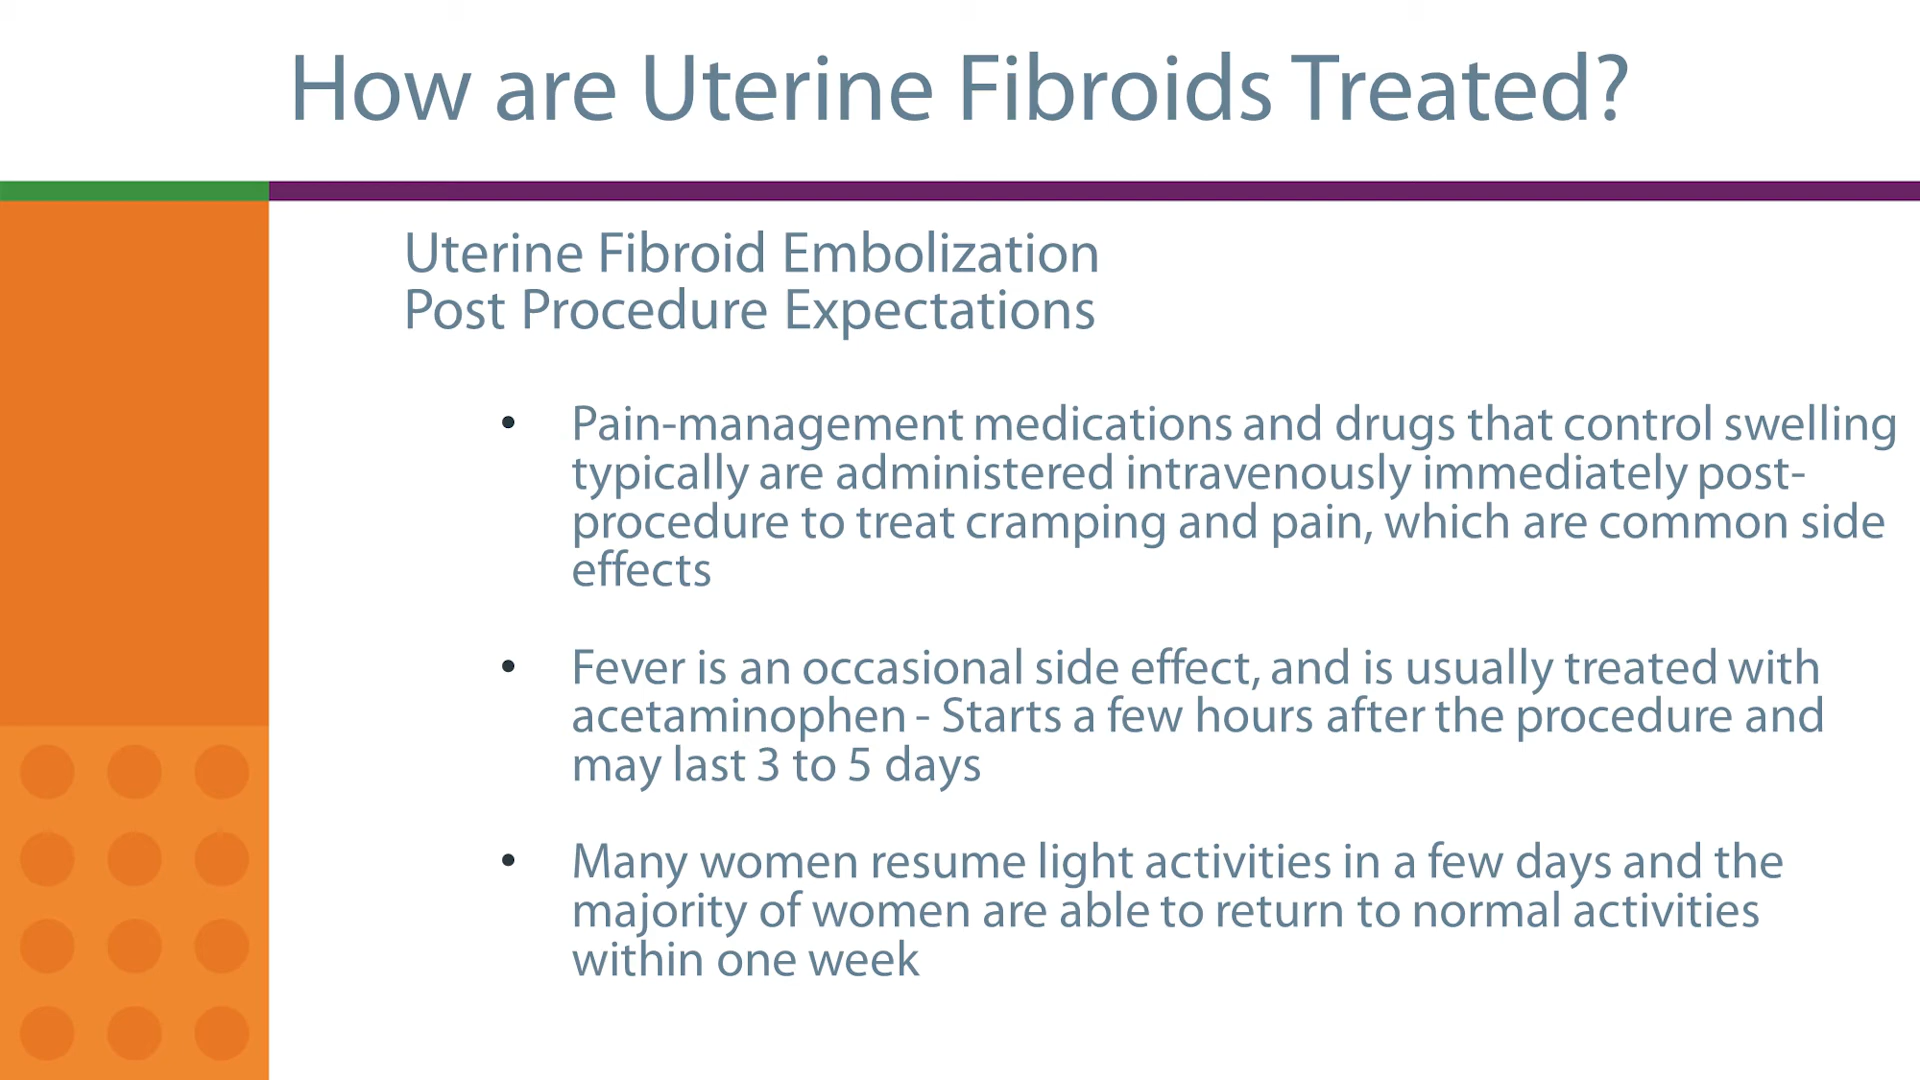 How are Uterine Fibroids Treated?
Uterine Fibroid Embolization
Post Procedure Expectations
• Pain-management medications and drugs that control swelling
typically are administered intravenously immediately post-
procedure to treat cramping and pain, which are common side
effects
• Fever is an occasional side effect, and is usually treated with
acetaminophen - Starts a few hours after the procedure and
may last 3 to 5 days
• Many women resume light activities in a few days and the
majority of women are able to return to normal activities
within one week